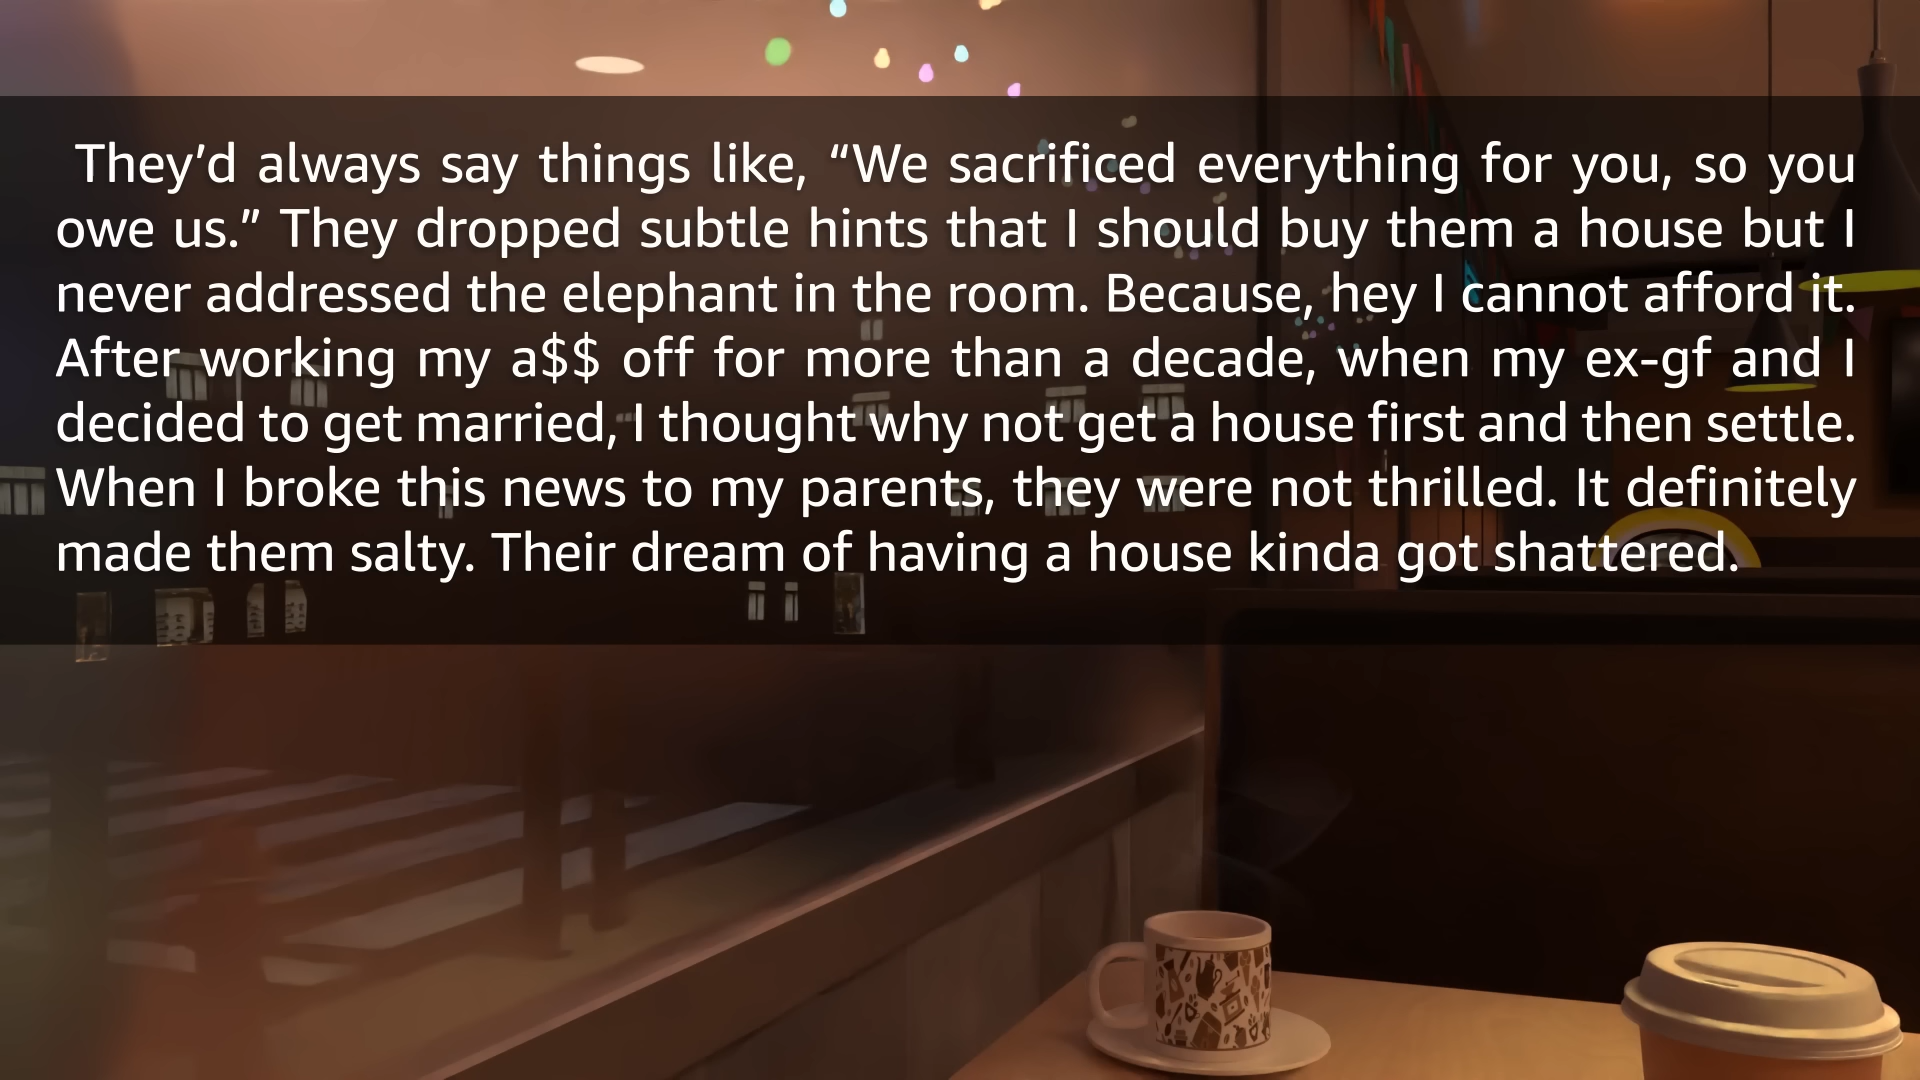 They’d always say things like, “We sacrificed everything for you, so you
owe us.” They dropped subtle hints that I should buy them a house but I
never addressed the elephant in the room. Because, hey I cannot afford it.
After working my a$$ off for more than a decade, when my ex-gf and I
decided to get married, I thought why not get a house first and then settle.
When I broke this news to my parents, they were not thrilled. It definitely
made them salty. Their dream of having a house kinda got shattered.